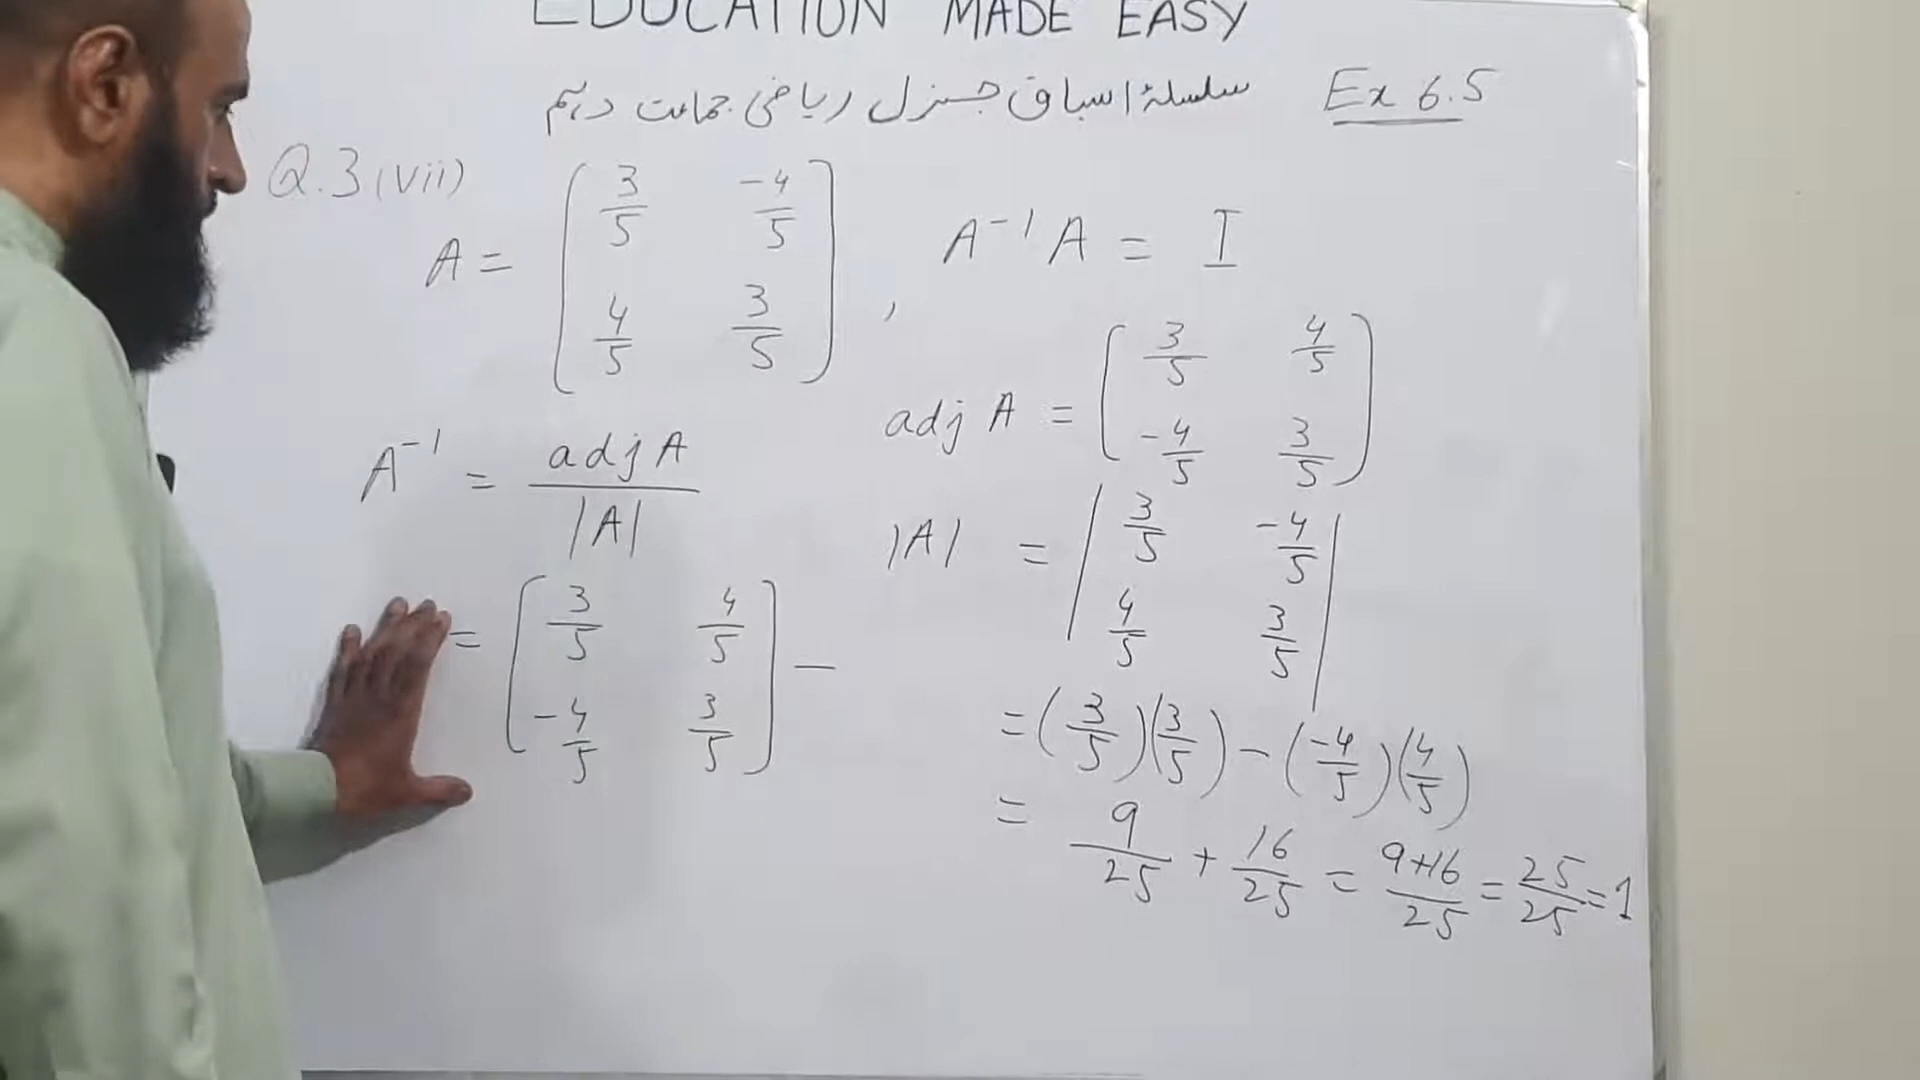 EDUCATION MADE EASY
سلسلۂ اسباق جنرل ریاضی جماعت دہم Ex 6.5
Q.3(vii)
A = [3/5 -4/5
4/5 3/5] , A⁻¹A = I
adj A = [3/5 4/5
-4/5 3/5]
A⁻¹ = adj A / |A|
|A| = |3/5 -4/5
4/5 3/5|
= [3/5 4/5
-4/5 3/5] –
= (3/5)(3/5) – (-4/5)(4/5)
= 9/25 + 16/25 = 9+16/25 = 25/25 = 1